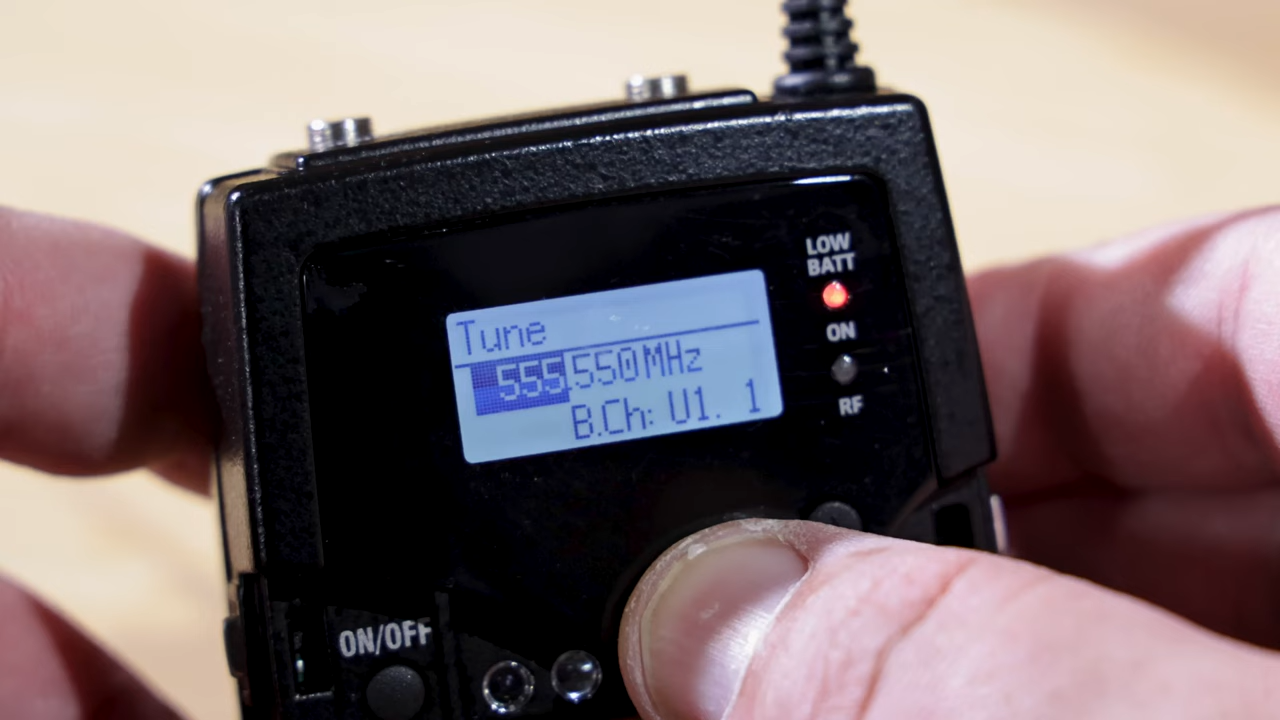 LOW
BATT
ON
RF
Tune
555.550MHz
B.Ch: U1. 1
ON/OFF